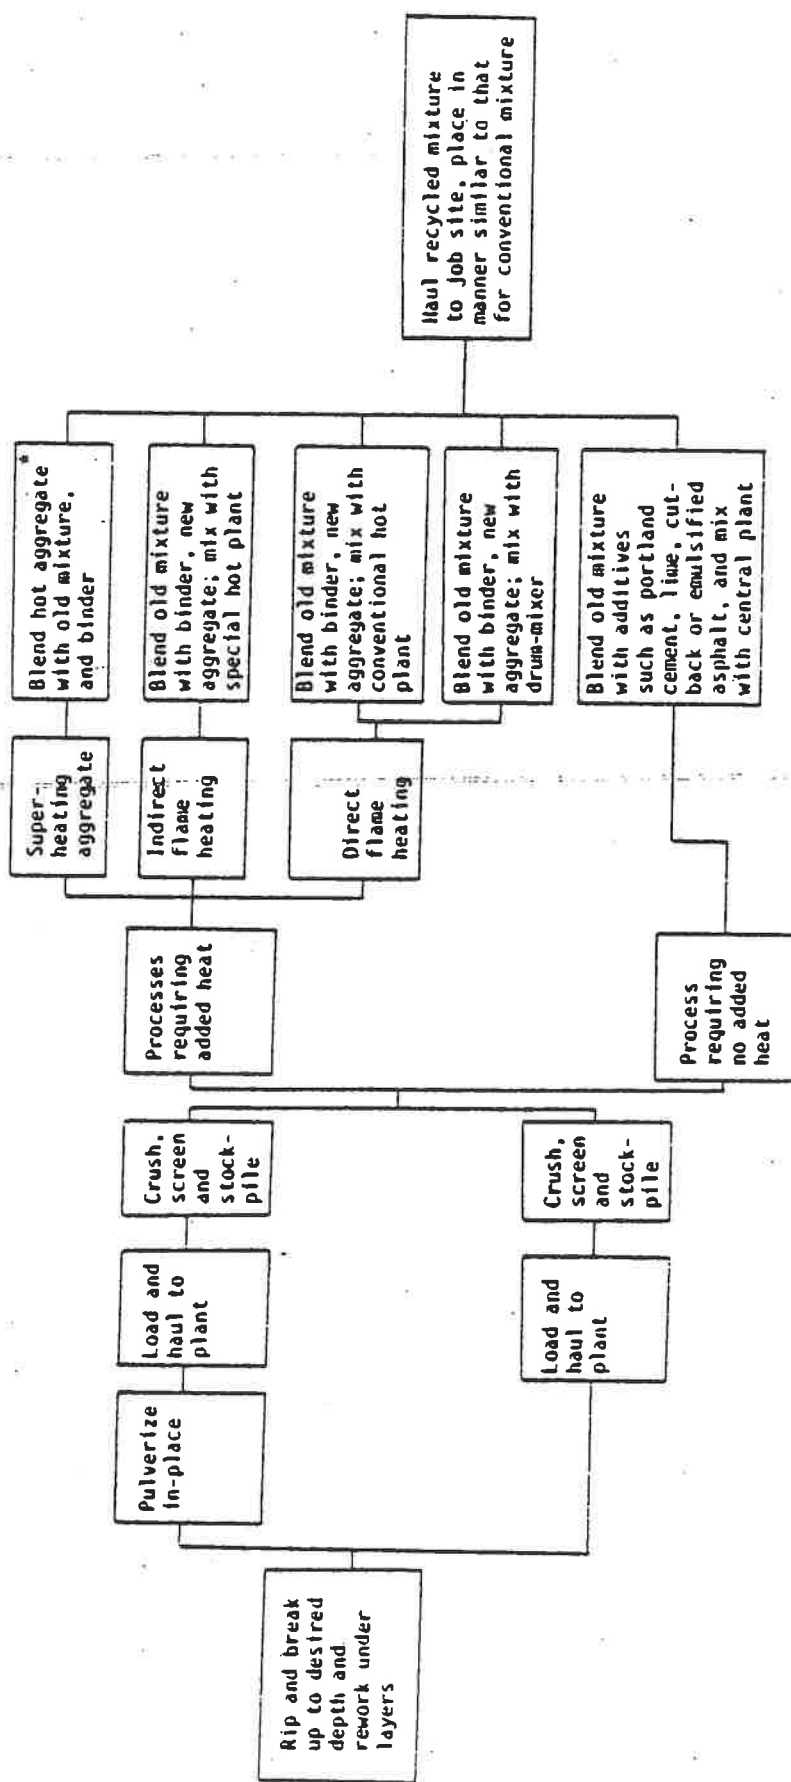 Rip and break
up to desired
depth and
rework under
layers
Pulverize
in-place
Load and
haul to
plant
Crush,
screen
and
stock-
pile
Load and
haul to
plant
Crush,
screen
and
stock-
pile
Processes
requiring
added heat
Process
requiring
no added
heat
Super-
heating
aggregate
Indirect
flame
heating
Direct
flame
heating
Blend hot aggregate*
with old mixture,
and binder
Blend old mixture
with binder, new
aggregate; mix with
special hot plant
Blend old mixture
with binder, new
aggregate; mix with
conventional hot
plant
Blend old mixture
with binder, new
aggregate; mix with
drum-mixer
Blend old mixture
with additives
such as portland
cement, lime, cut-
back or emulsified
asphalt, and mix
with central plant
Haul recycled mixture
to job site, place in
manner similar to that
for conventional mixture